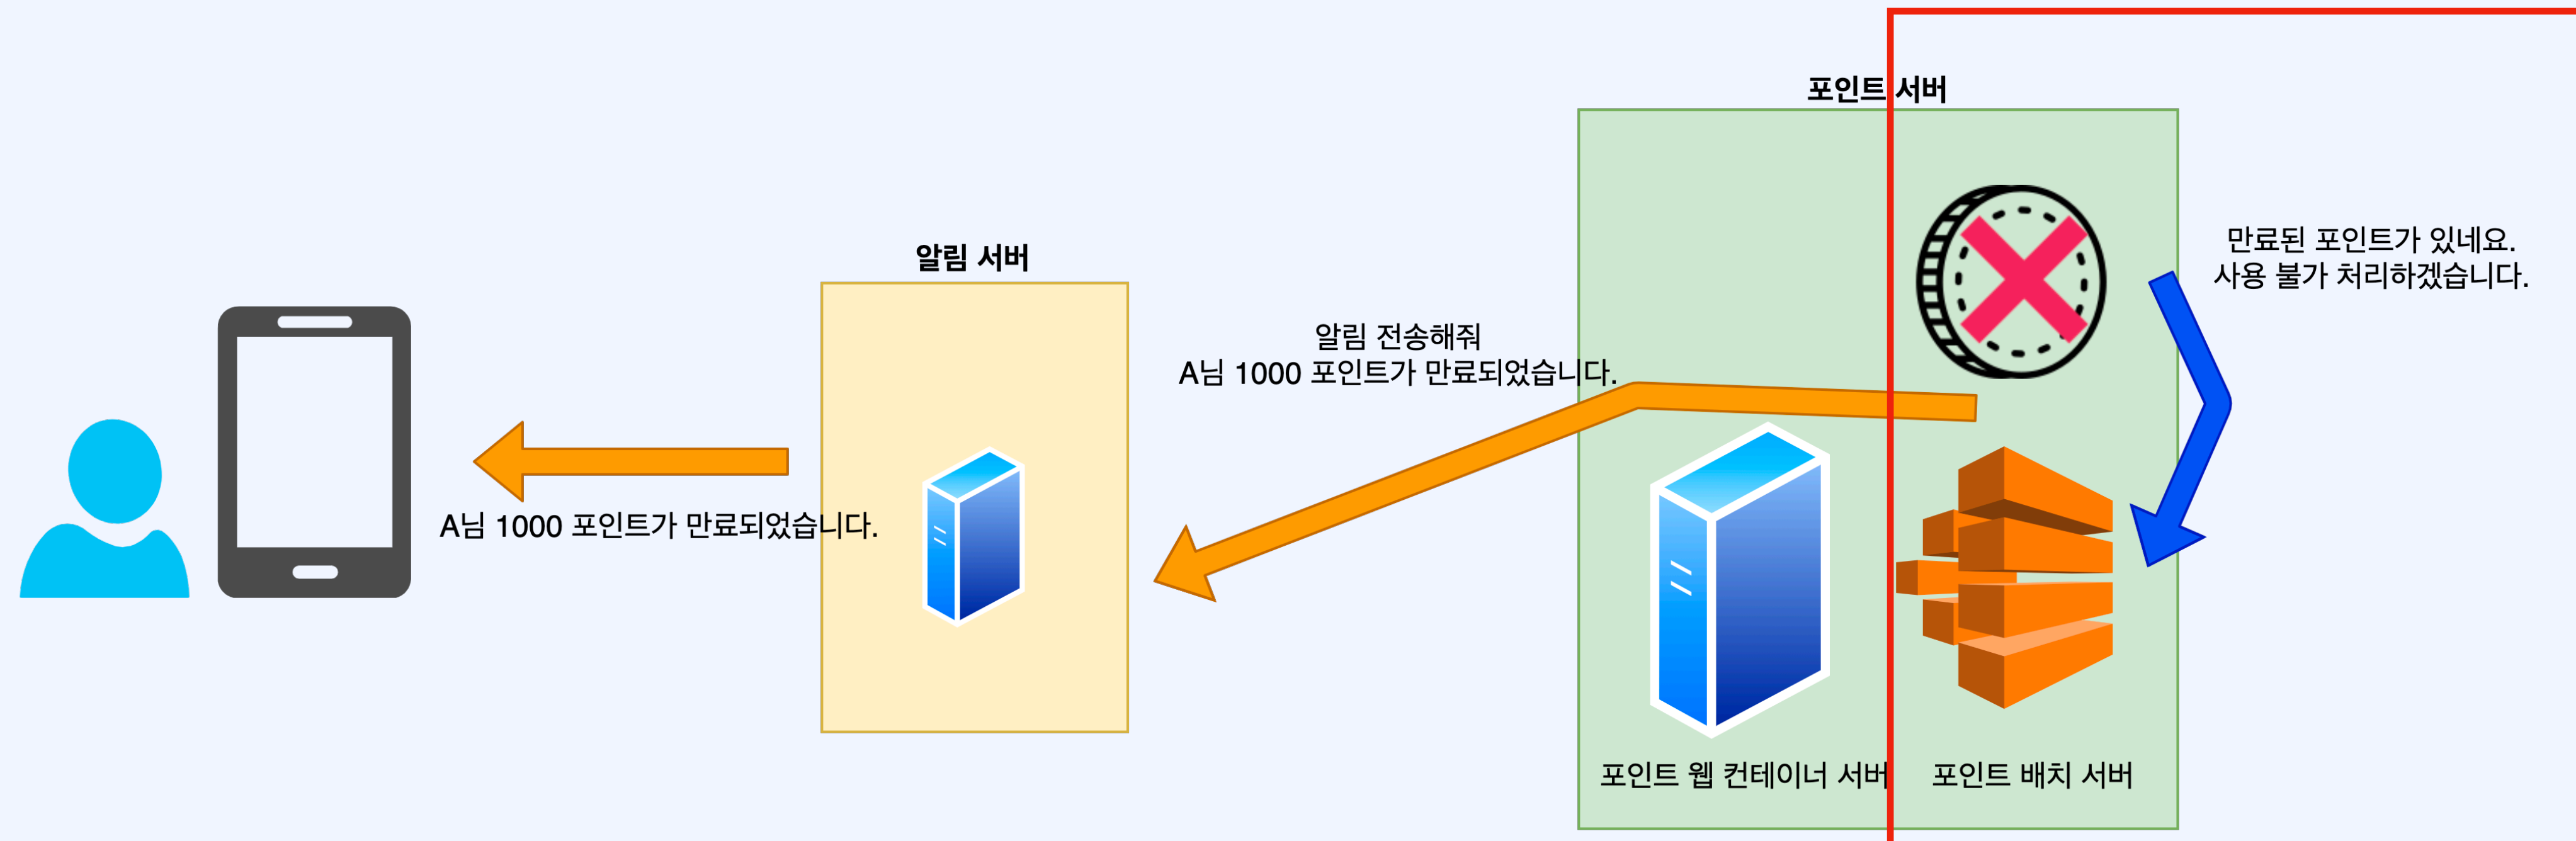 포인트 서버
알림 서버
만료된 포인트가 있네요.
사용 불가 처리하겠습니다.
알림 전송해줘
A님 1000 포인트가 만료되었습니다.
A님 1000 포인트가 만료되었습니다.
포인트 웹 컨테이너 서버
포인트 배치 서버